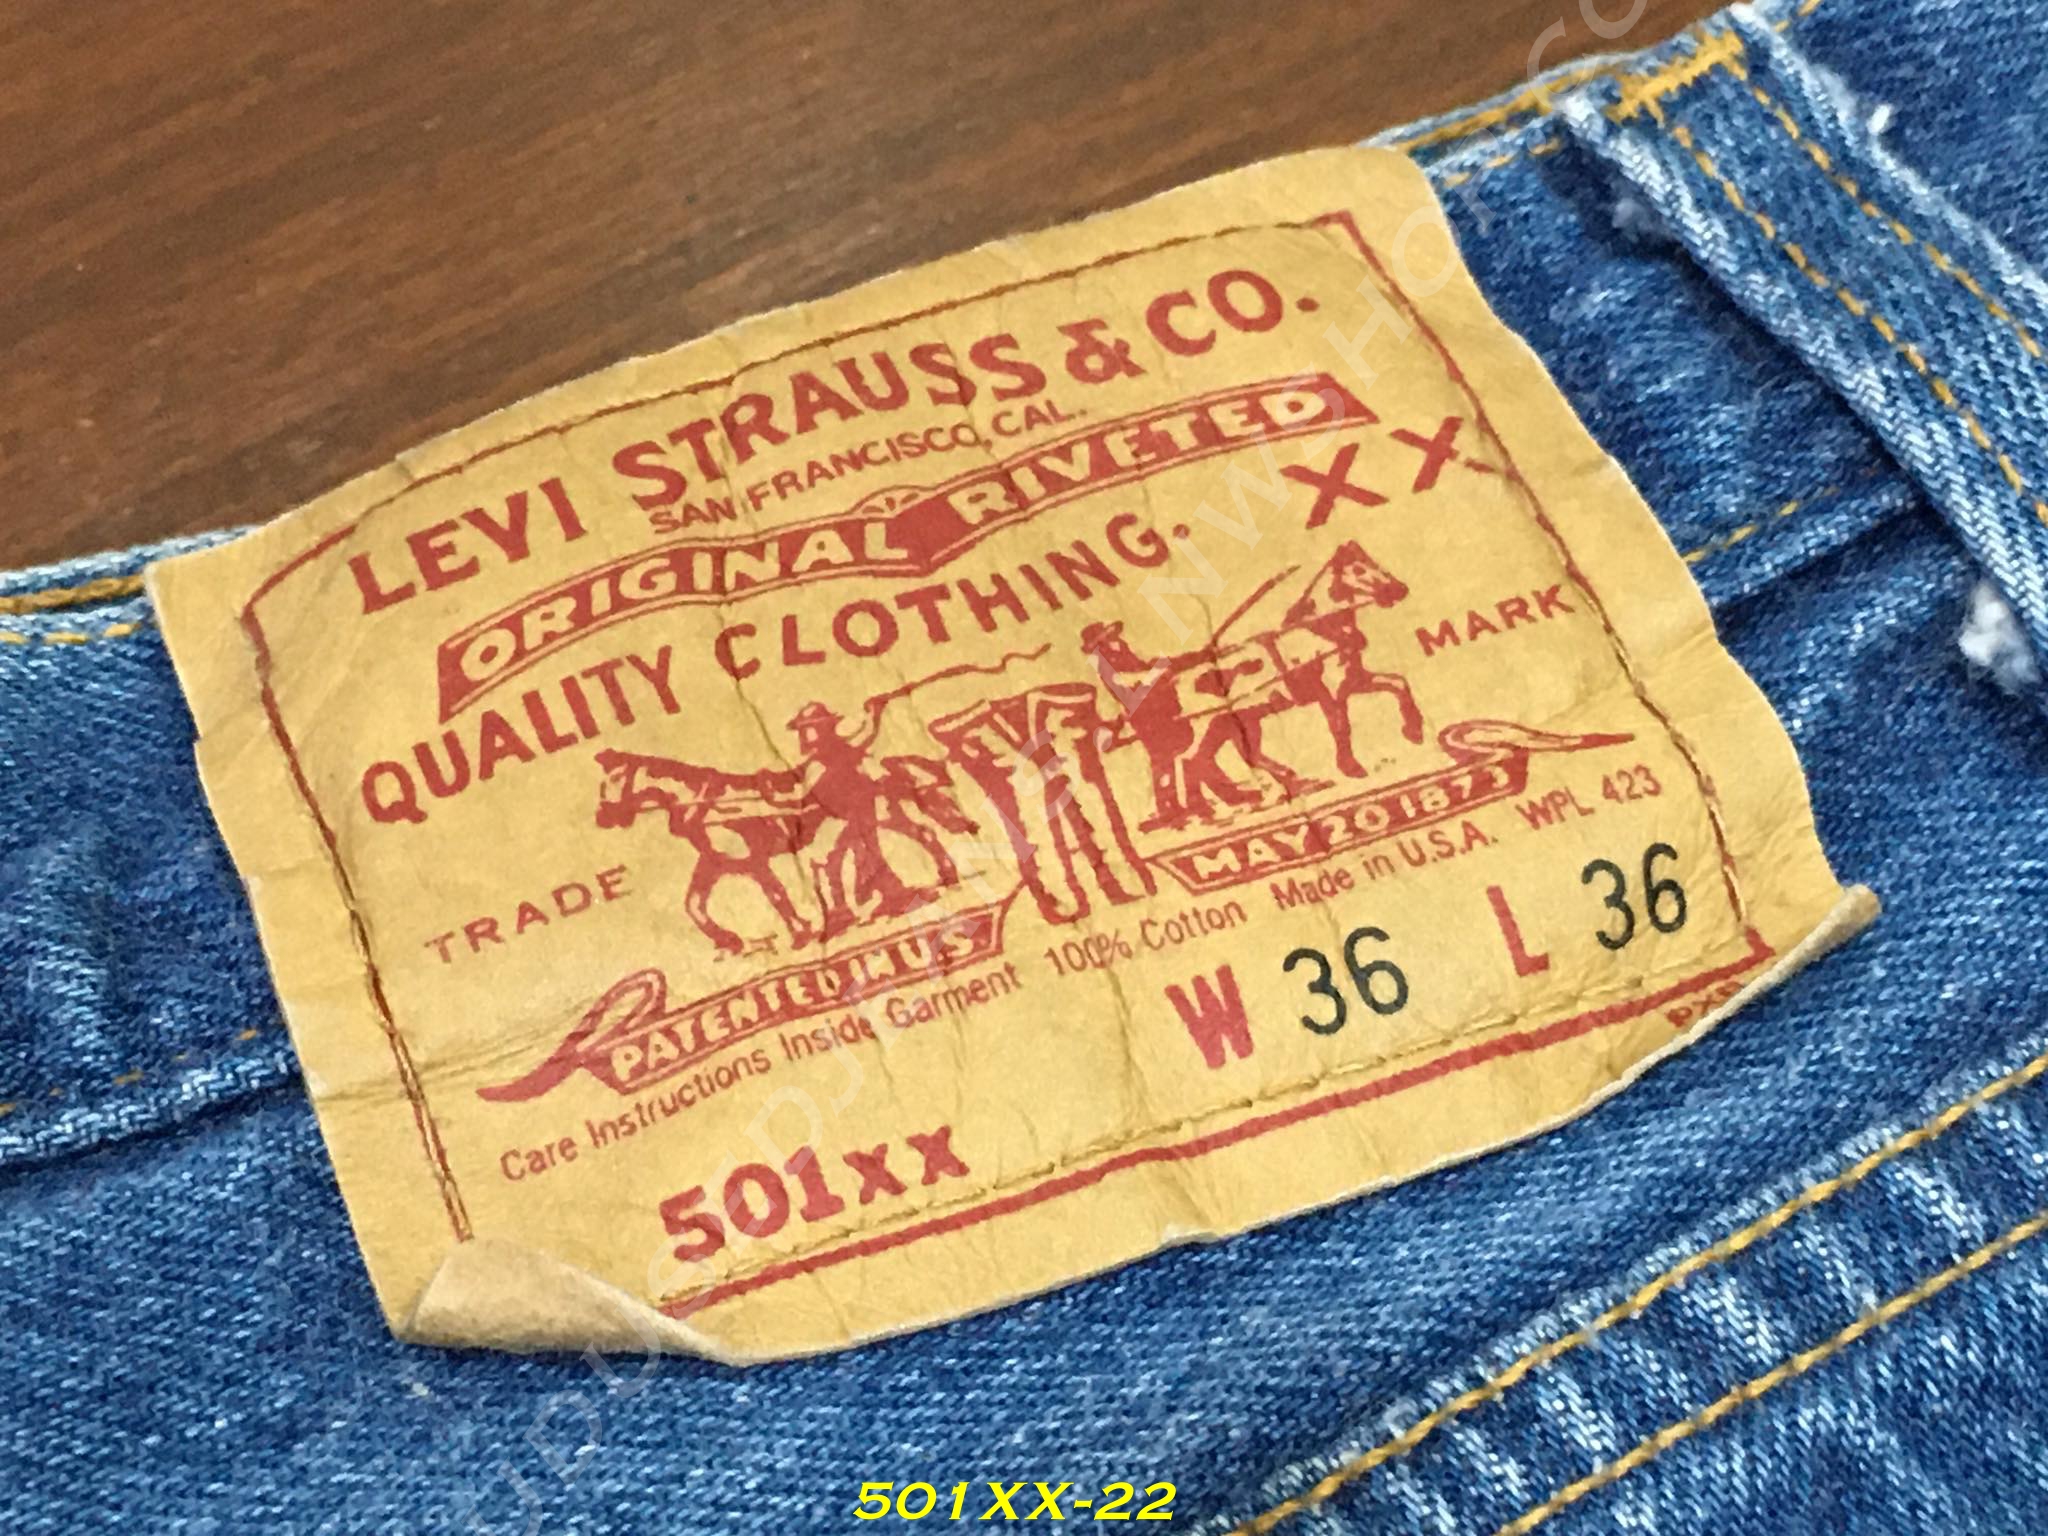 LEVI STRAUSS & CO.
SAN FRANCISCO, CAL.
ORIGINAL RIVETED
QUALITY CLOTHING. XX
TRADE MARK
PATENTED IN U.S. MAY 20 1873
Care Instructions Inside Garment 100% Cotton Made in U.S.A. WPL 423
501xx W 36 L 36
501XX-22